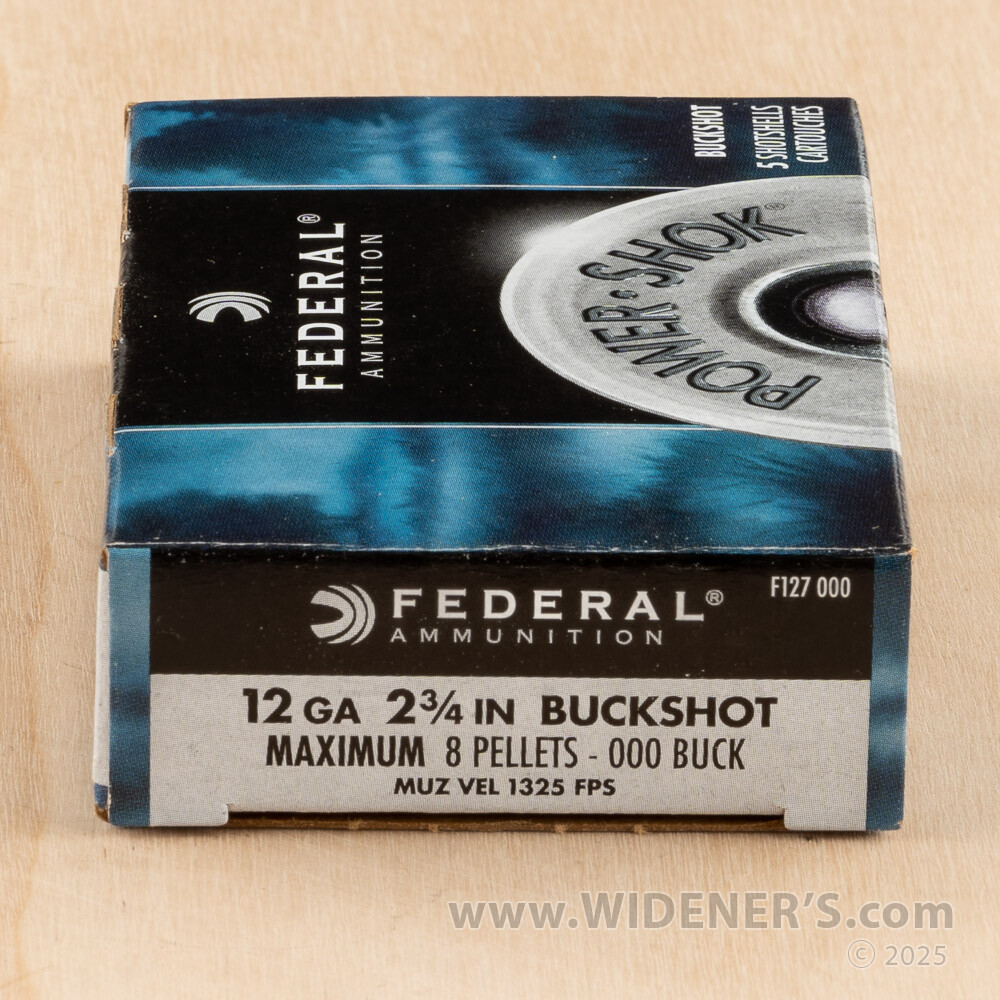 BUCKSHOT
5 SHOTSHELLS
CARTOUCHES
FEDERAL®
AMMUNITION
POWER·SHOK®
F127 000
FEDERAL®
AMMUNITION
12 GA 2¾ IN BUCKSHOT
MAXIMUM 8 PELLETS - 000 BUCK
MUZ VEL 1325 FPS
www.WIDENER'S.com
© 2025